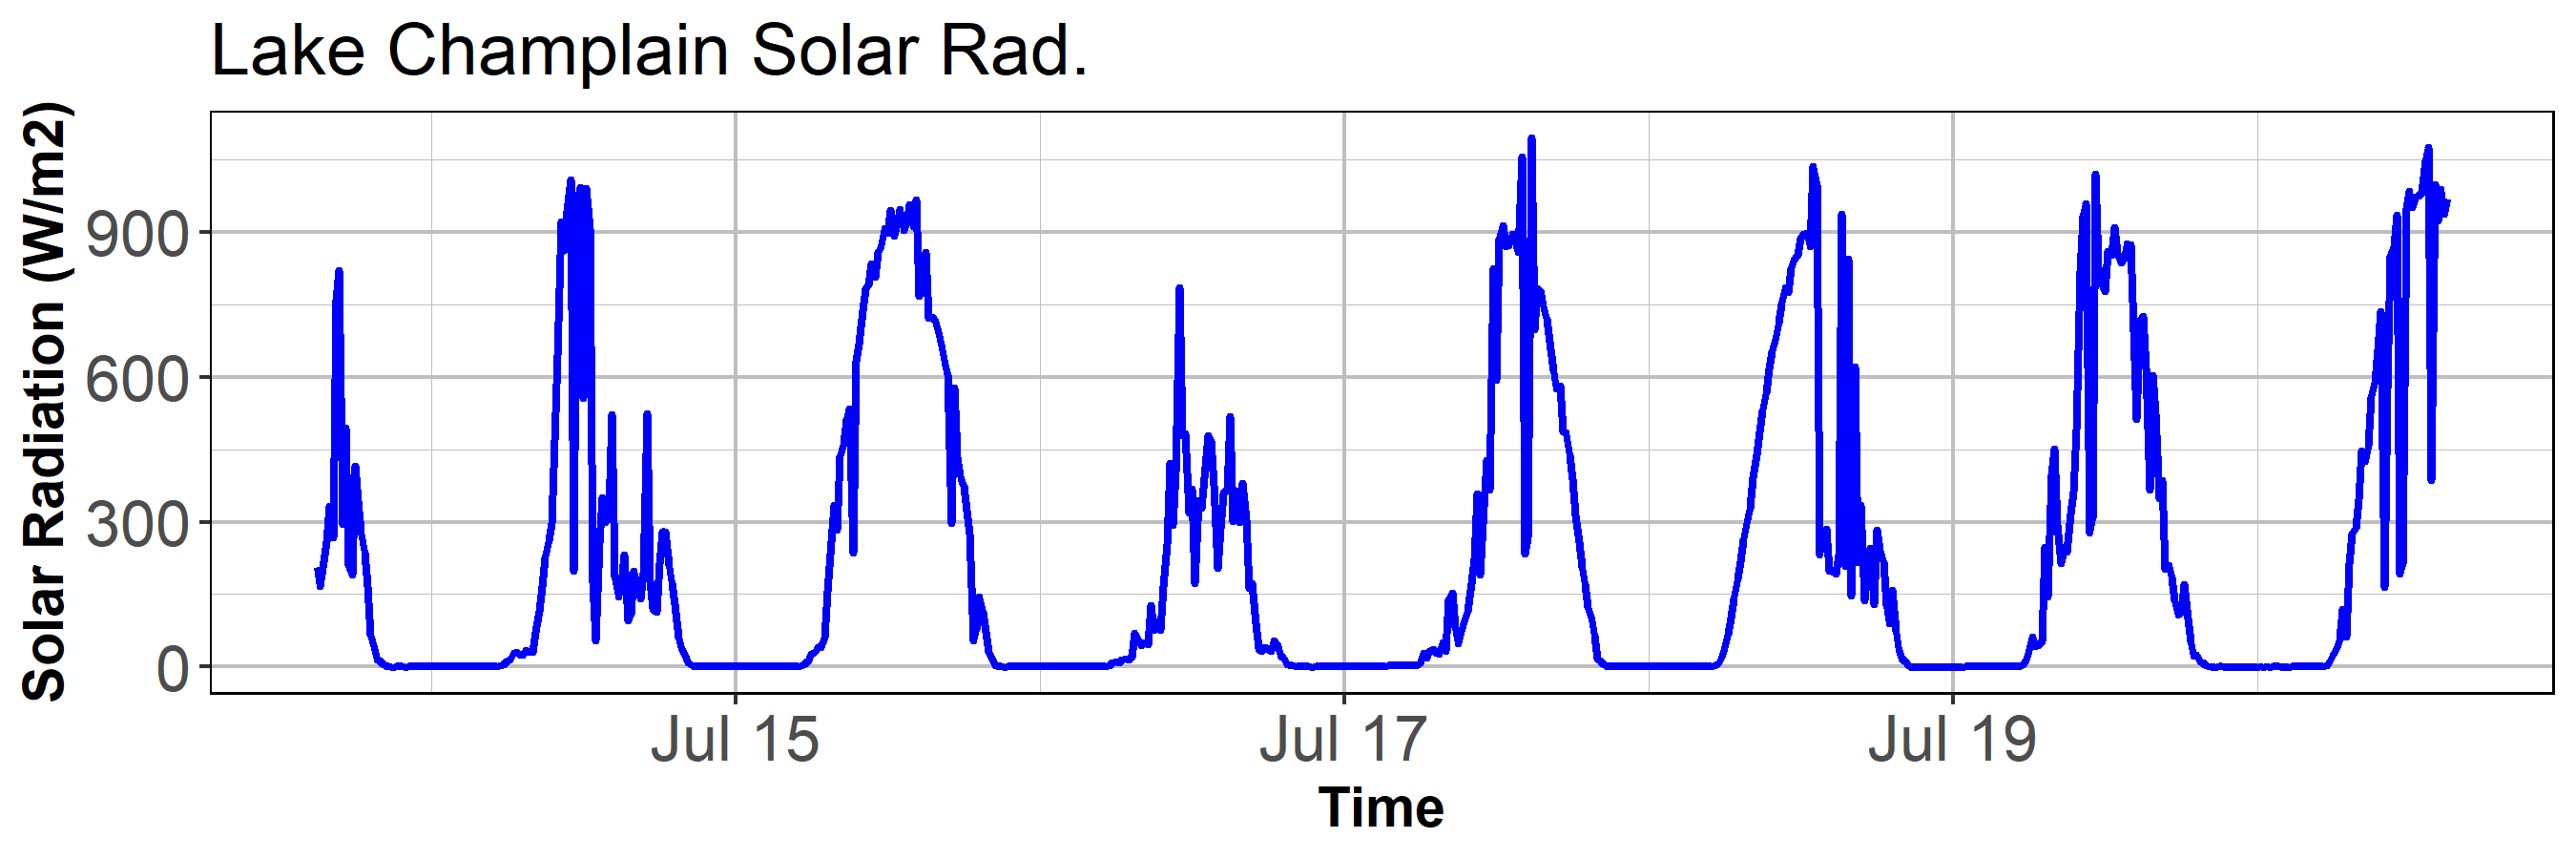 Lake Champlain Solar Rad.
Solar Radiation (W/m2)
900
600
300
0
Jul 15 Jul 17 Jul 19
Time